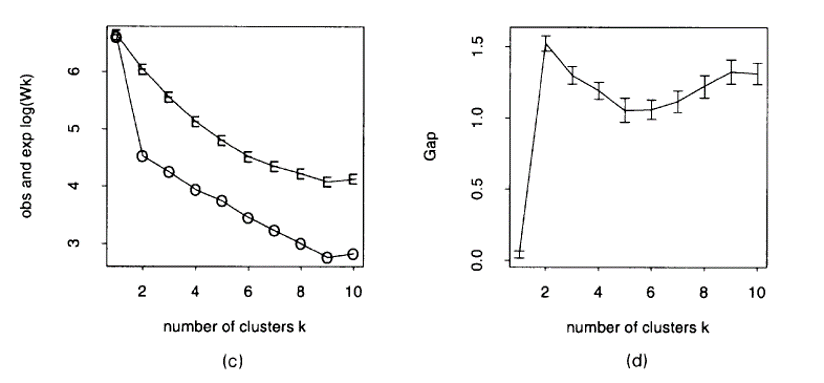 obs and exp log(Wk)
6
5
4
3
E E E E E E E E E E
O O O O O O O O O O
2 4 6 8 10
number of clusters k
(c)
Gap
1.5
1.0
0.5
0.0
2 4 6 8 10
number of clusters k
(d)